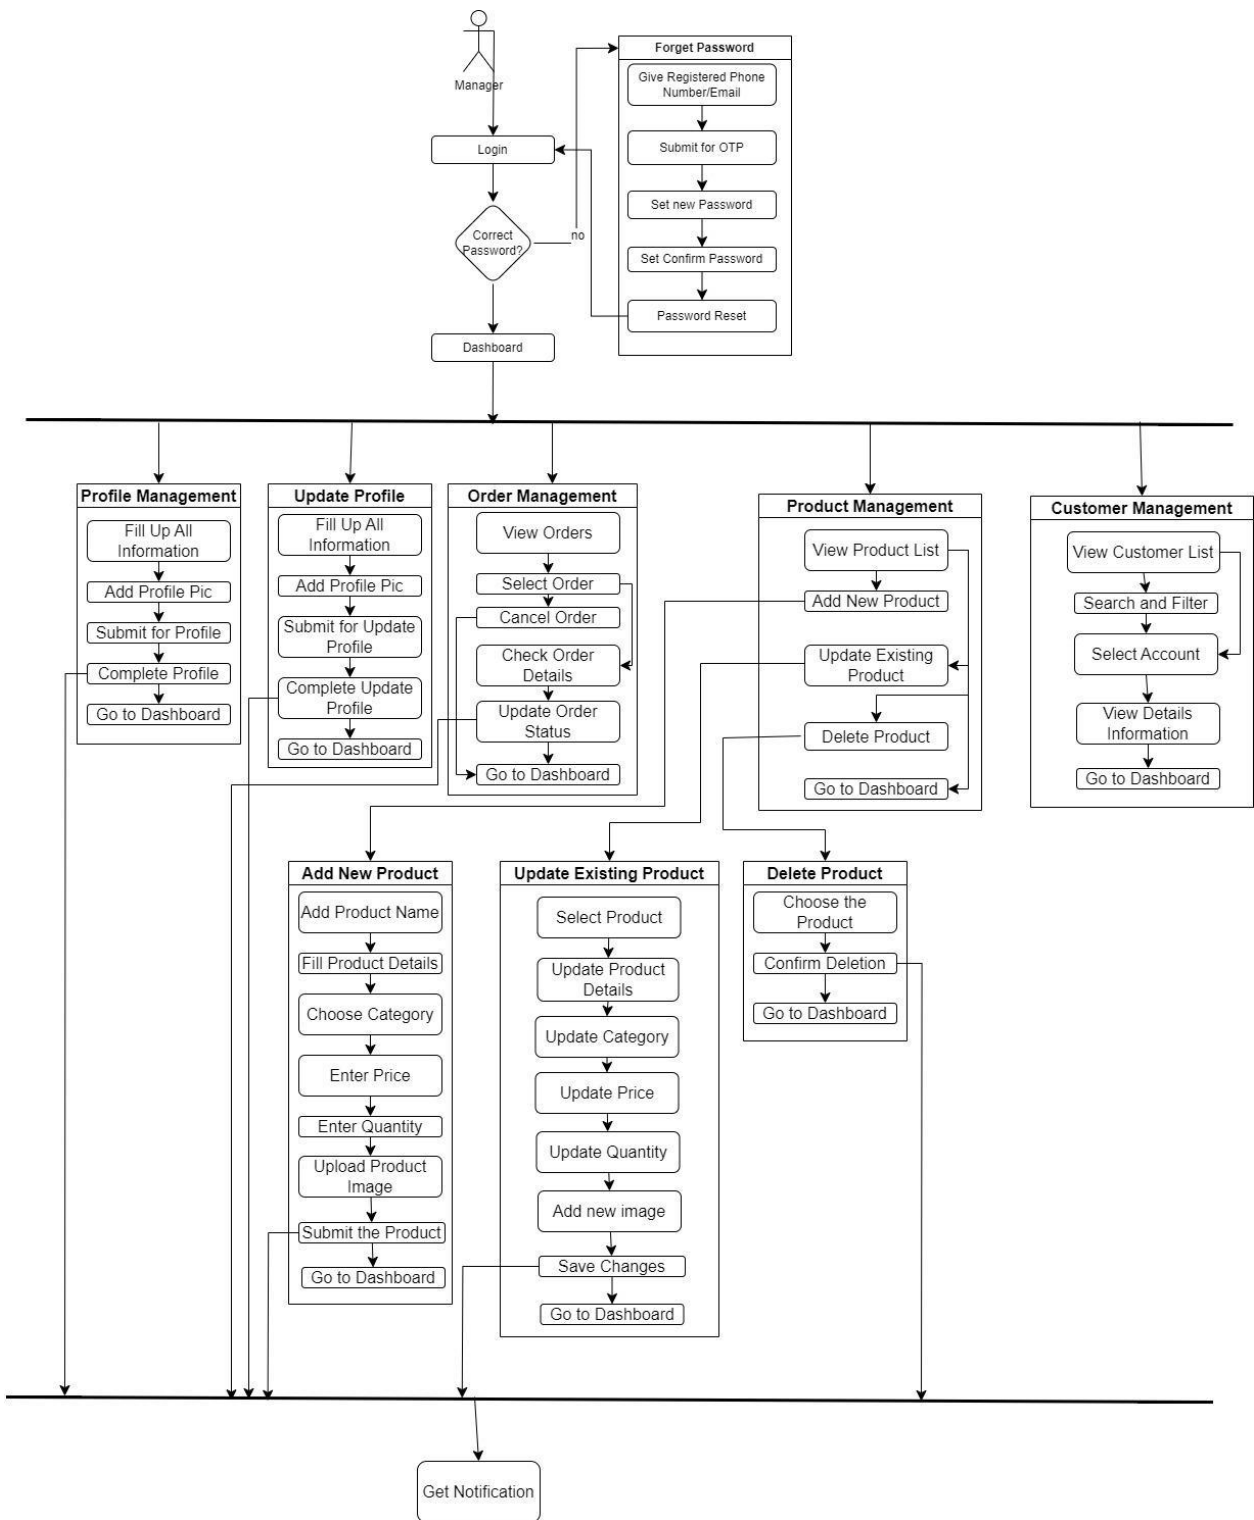 Manager
Login
Correct
Password?
no
Dashboard
Forget Password
Give Registered Phone
Number/Email
Submit for OTP
Set new Password
Set Confirm Password
Password Reset
Profile Management
Fill Up All
Information
Add Profile Pic
Submit for Profile
Complete Profile
Go to Dashboard
Update Profile
Fill Up All
Information
Add Profile Pic
Submit for Update
Profile
Complete Update
Profile
Go to Dashboard
Order Management
View Orders
Select Order
Cancel Order
Check Order
Details
Update Order
Status
Go to Dashboard
Product Management
View Product List
Add New Product
Update Existing
Product
Delete Product
Go to Dashboard
Customer Management
View Customer List
Search and Filter
Select Account
View Details
Information
Go to Dashboard
Add New Product
Add Product Name
Fill Product Details
Choose Category
Enter Price
Enter Quantity
Upload Product
Image
Submit the Product
Go to Dashboard
Update Existing Product
Select Product
Update Product
Details
Update Category
Update Price
Update Quantity
Add new image
Save Changes
Go to Dashboard
Delete Product
Choose the
Product
Confirm Deletion
Go to Dashboard
Get Notification